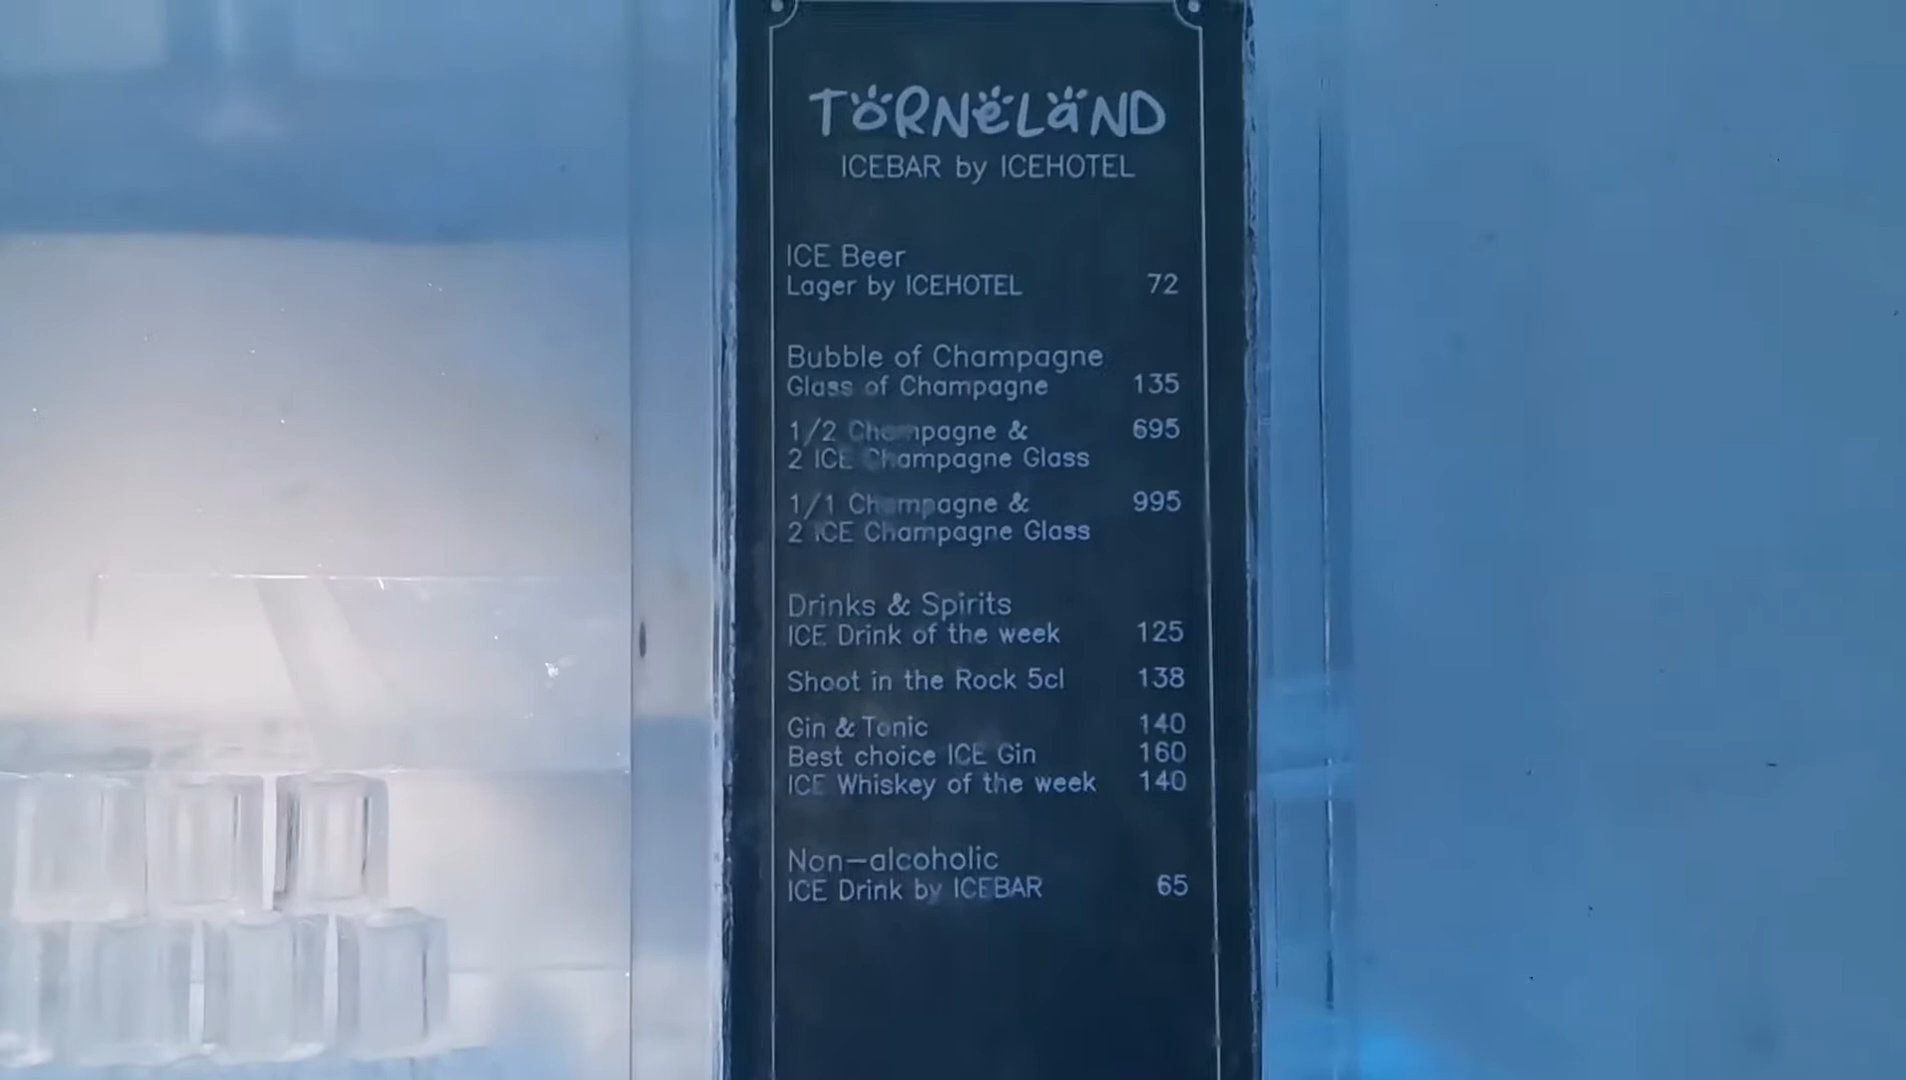 TORNELAND
ICEBAR by ICEHOTEL
ICE Beer
Lager by ICEHOTEL 72
Bubble of Champagne
Glass of Champagne 135
1/2 Champagne & 695
2 ICE Champagne Glass
1/1 Champagne & 995
2 ICE Champagne Glass
Drinks & Spirits
ICE Drink of the week 125
Shoot in the Rock 5cl 138
Gin & Tonic 140
Best choice ICE Gin 160
ICE Whiskey of the week 140
Non-alcoholic
ICE Drink by ICEBAR 65